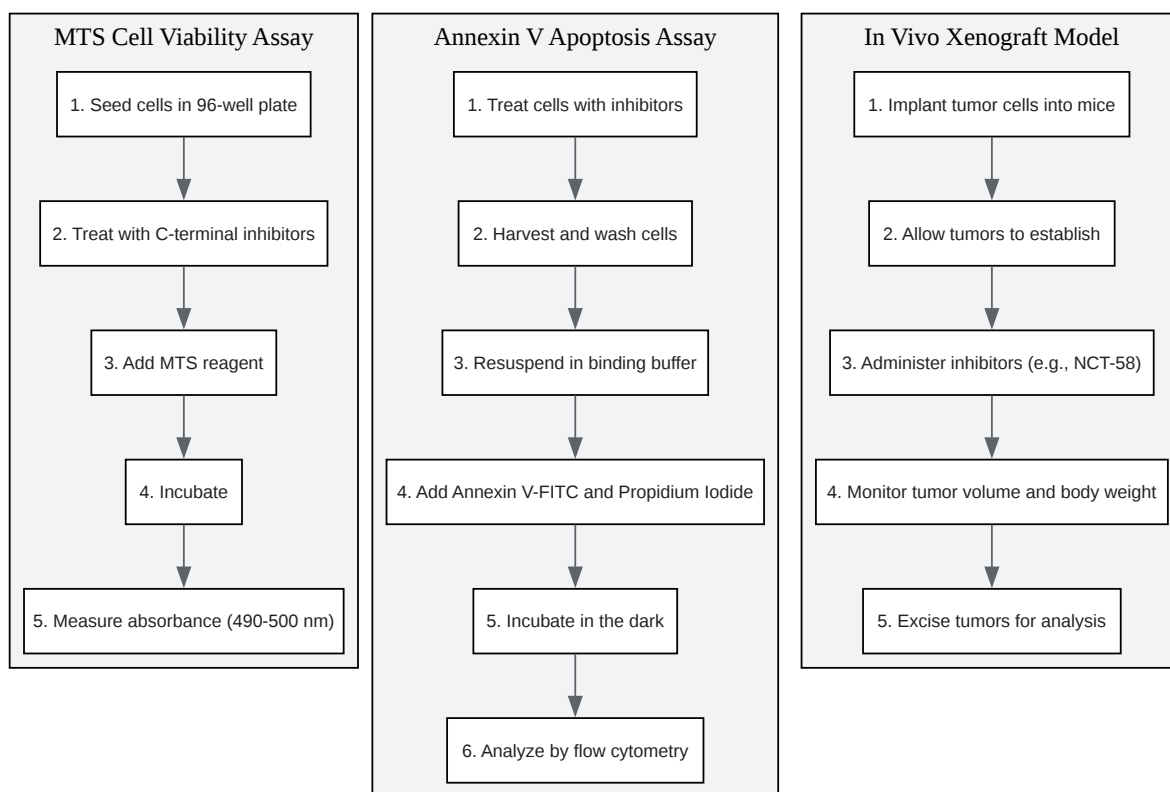 MTS Cell Viability Assay
1. Seed cells in 96-well plate
2. Treat with C-terminal inhibitors
3. Add MTS reagent
4. Incubate
5. Measure absorbance (490-500 nm)
Annexin V Apoptosis Assay
1. Treat cells with inhibitors
2. Harvest and wash cells
3. Resuspend in binding buffer
4. Add Annexin V-FITC and Propidium Iodide
5. Incubate in the dark
6. Analyze by flow cytometry
In Vivo Xenograft Model
1. Implant tumor cells into mice
2. Allow tumors to establish
3. Administer inhibitors (e.g., NCT-58)
4. Monitor tumor volume and body weight
5. Excise tumors for analysis